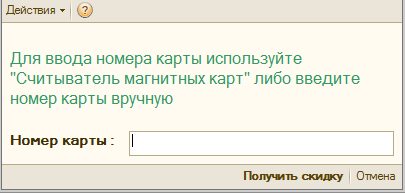 Действия ?
Для ввода номера карты используйте
"Считыватель магнитных карт" либо введите
номер карты вручную
Номер карты :
Получить скидку Отмена